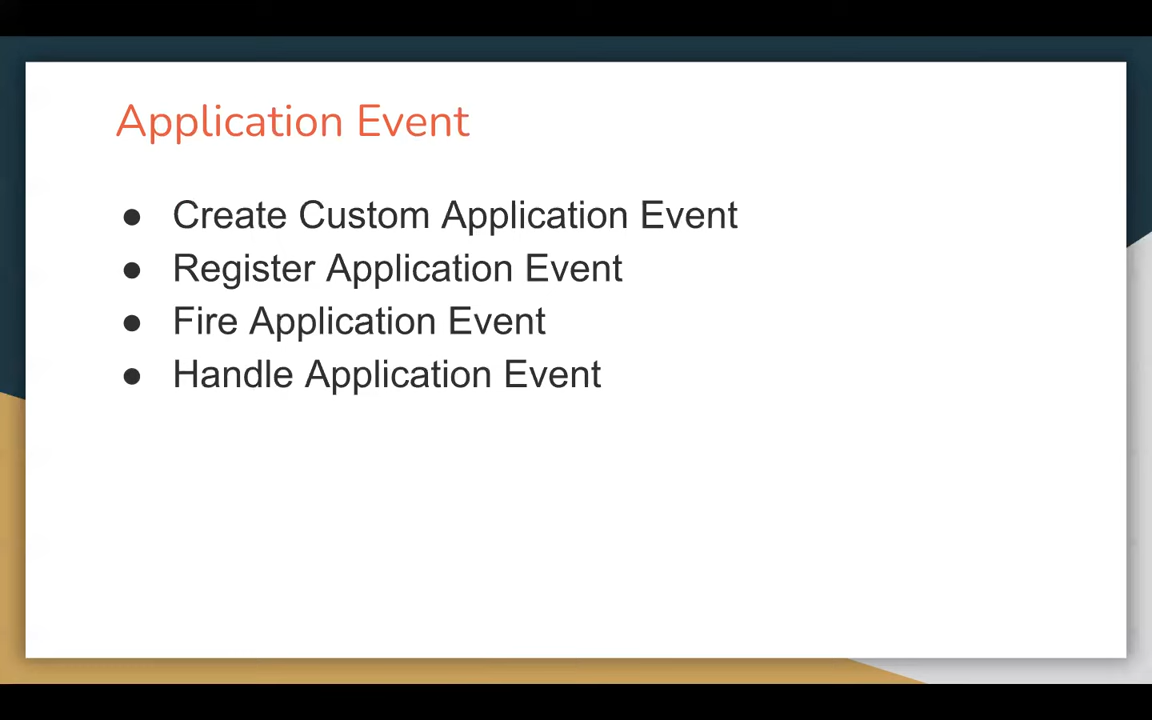 Application Event
● Create Custom Application Event
● Register Application Event
● Fire Application Event
● Handle Application Event